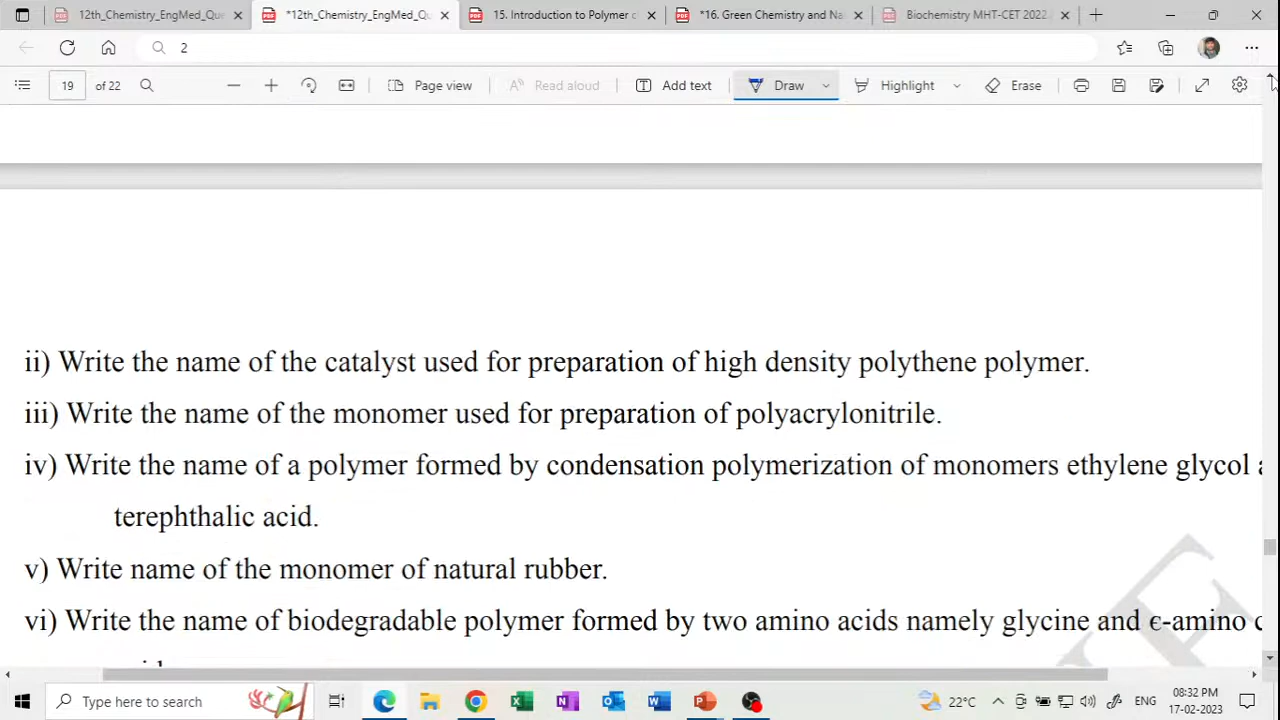 12th_Chemistry_EngMed_Que
*12th_Chemistry_EngMed_Qu
15. Introduction to Polymer c
*16. Green Chemistry and Na
Biochemistry MHT-CET 2022
2
19 of 22
Page view
Read aloud
Add text
Draw
Highlight
Erase
ii) Write the name of the catalyst used for preparation of high density polythene polymer.
iii) Write the name of the monomer used for preparation of polyacrylonitrile.
iv) Write the name of a polymer formed by condensation polymerization of monomers ethylene glycol a
terephthalic acid.
v) Write name of the monomer of natural rubber.
vi) Write the name of biodegradable polymer formed by two amino acids namely glycine and є-amino c
Type here to search
22°C
ENG
08:32 PM
17-02-2023